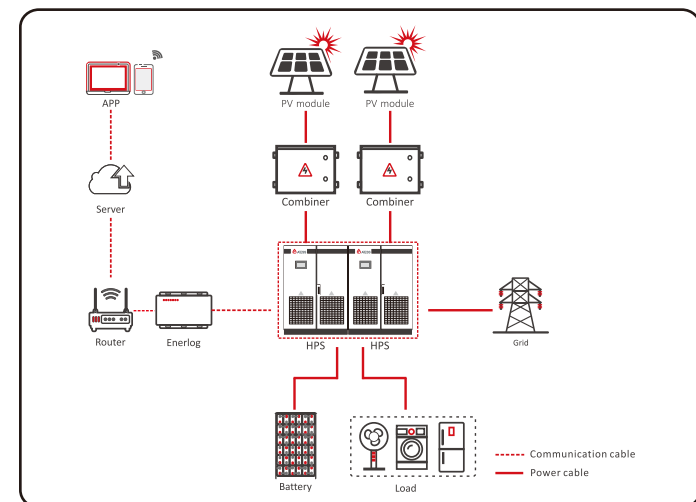 APP
PV module
PV module
Server
Combiner
Combiner
Router
Enerlog
HPS
HPS
Grid
Battery
Load
Communication cable
Power cable